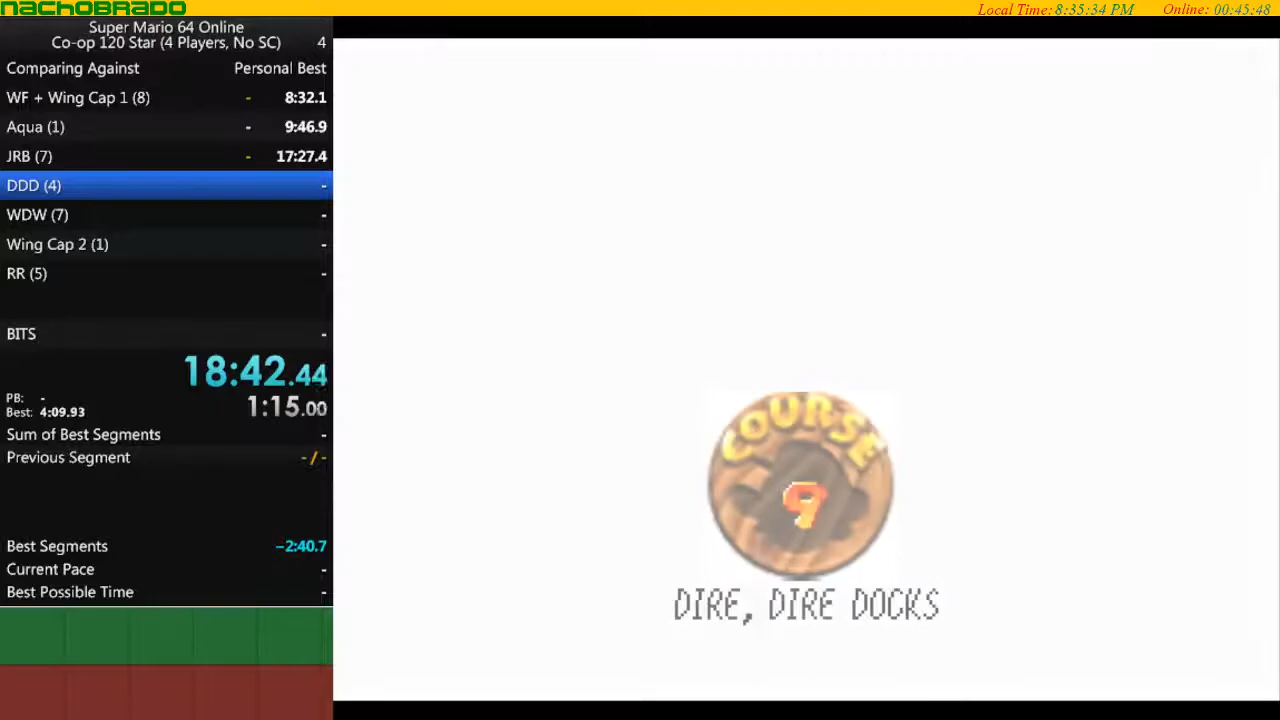 NACHOBRADO
Local Time: 8:35:34 PM Online: 00:45:48
Super Mario 64 Online
Co-op 120 Star (4 Players, No SC) 4
Comparing Against Personal Best
WF + Wing Cap 1 (8) - 8:32.1
Aqua (1) - 9:46.9
JRB (7) - 17:27.4
DDD (4) -
WDW (7) -
Wing Cap 2 (1) -
RR (5) -
BITS -
18:42.44
PB: -
Best: 4:09.93 1:15.00
Sum of Best Segments -
Previous Segment - / -
Best Segments −2:40.7
Current Pace -
Best Possible Time -
COURSE
9
DIRE, DIRE DOCKS